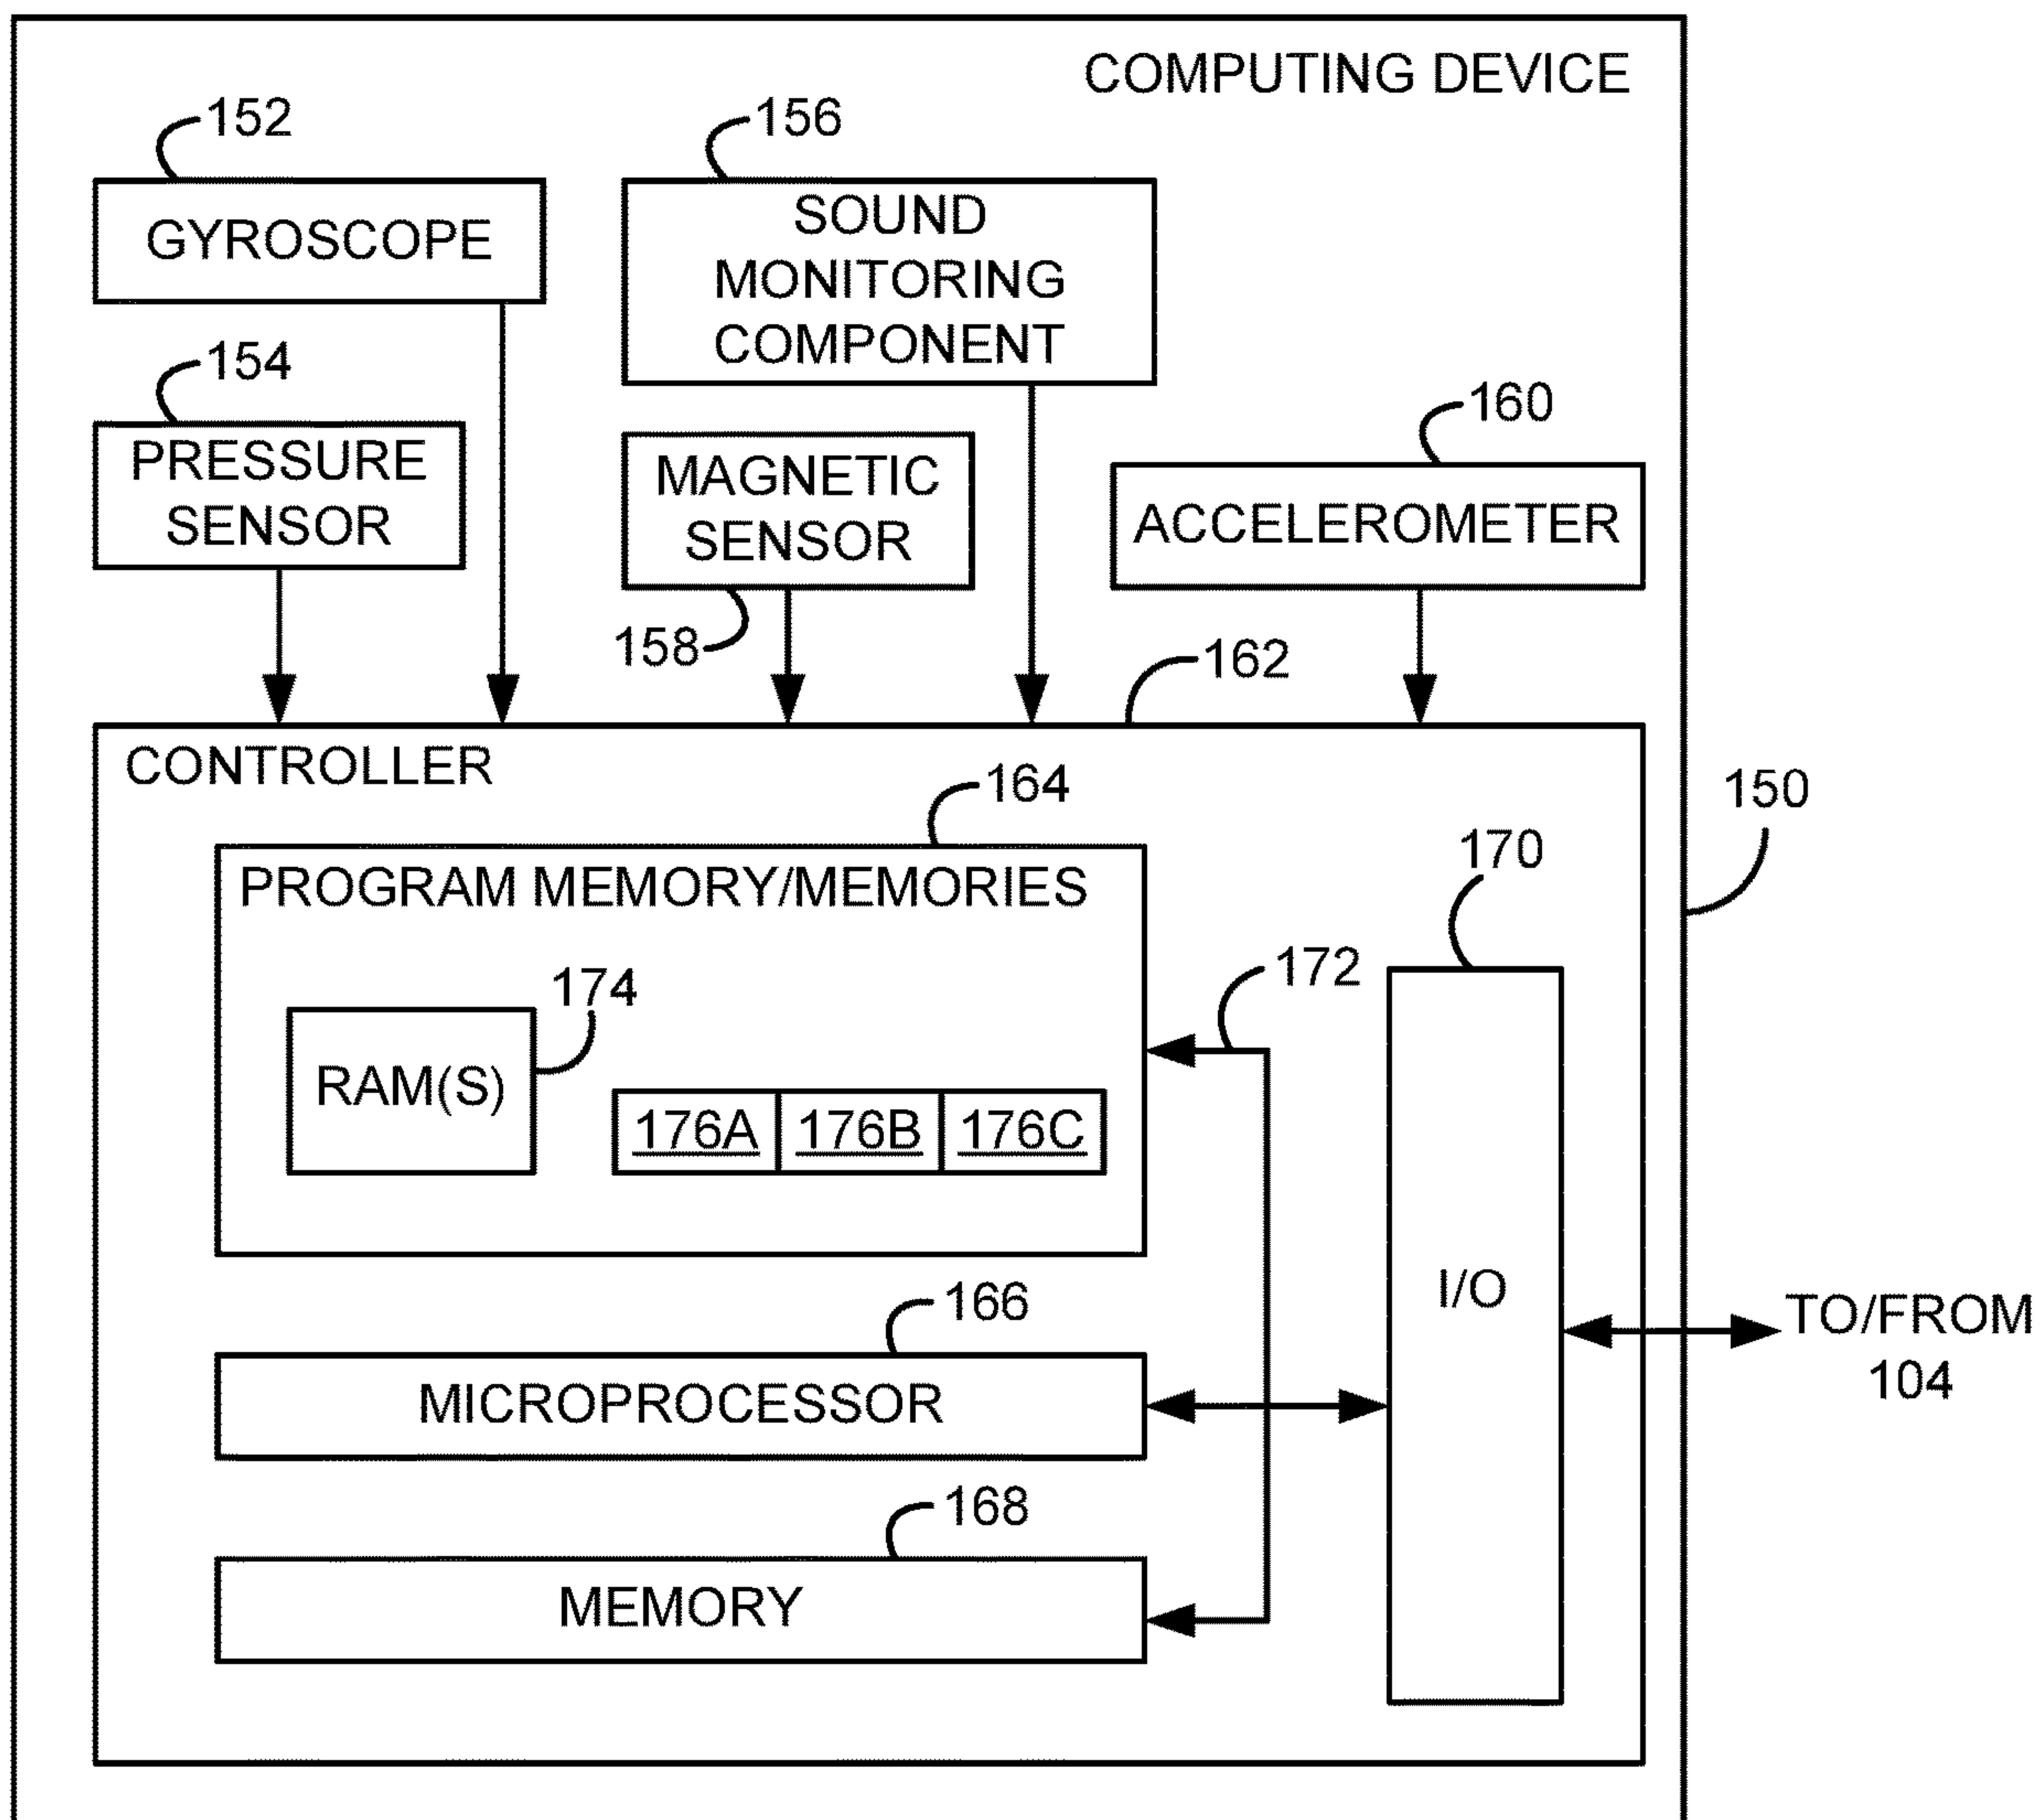 COMPUTING DEVICE
152
156
GYROSCOPE
SOUND
MONITORING
COMPONENT
154
160
PRESSURE
SENSOR
MAGNETIC
SENSOR
ACCELEROMETER
158
162
CONTROLLER
164
150
170
PROGRAM MEMORY/MEMORIES
172
174
RAM(S)
176A
176B
176C
I/O
166
TO/FROM
104
MICROPROCESSOR
168
MEMORY